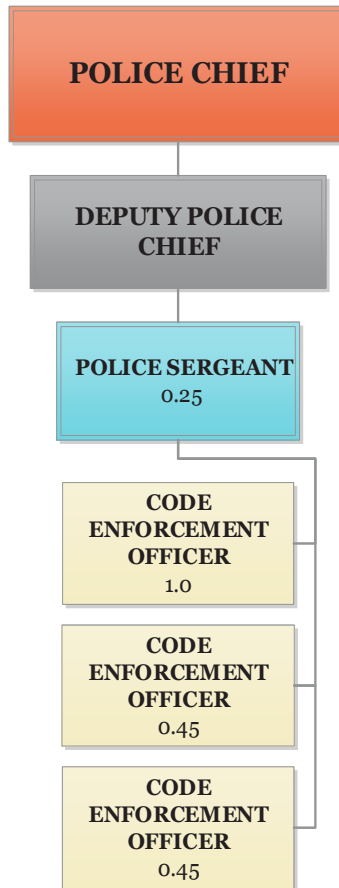 POLICE CHIEF
DEPUTY POLICE
CHIEF
POLICE SERGEANT
0.25
CODE
ENFORCEMENT
OFFICER
1.0
CODE
ENFORCEMENT
OFFICER
0.45
CODE
ENFORCEMENT
OFFICER
0.45